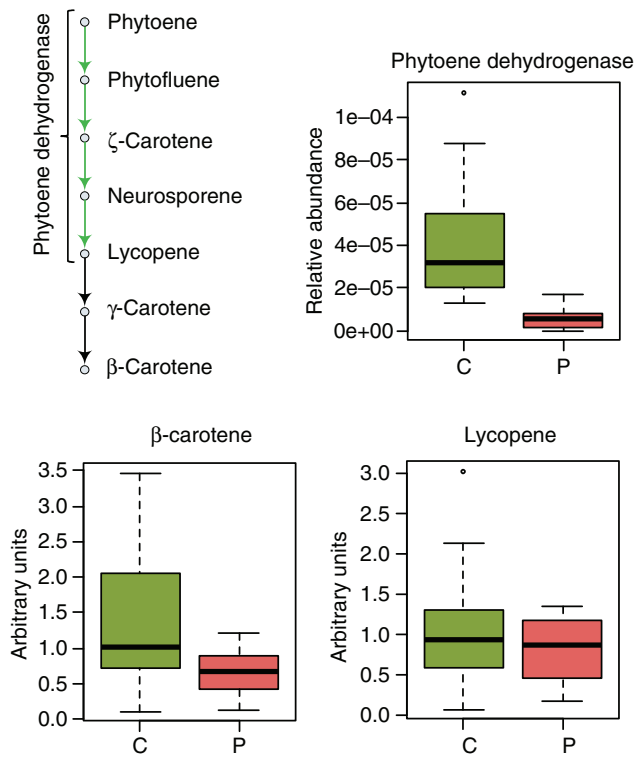 Phytoene dehydrogenase
Phytoene
Phytofluene
ζ-Carotene
Neurosporene
Lycopene
γ-Carotene
β-Carotene
Phytoene dehydrogenase
Relative abundance
1e−04
8e−05
6e−05
4e−05
2e−05
0e+00
C P
β-carotene
Arbitrary units
3.5
3.0
2.5
2.0
1.5
1.0
0.5
0.0
C P
Lycopene
Arbitrary units
3.0
2.5
2.0
1.5
1.0
0.5
0.0
C P